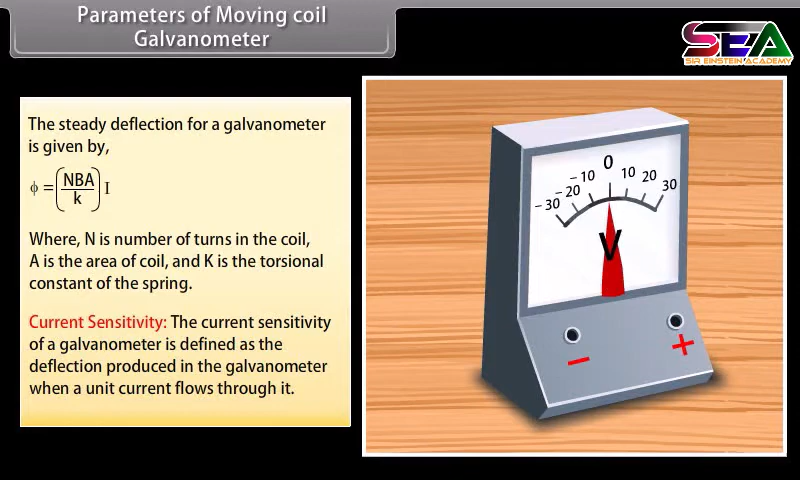 Parameters of Moving coil
Galvanometer
SEA
SIR EINSTEIN ACADEMY
The steady deflection for a galvanometer
is given by,
ϕ = (NBA/k) I
Where, N is number of turns in the coil,
A is the area of coil, and K is the torsional
constant of the spring.
Current Sensitivity: The current sensitivity
of a galvanometer is defined as the
deflection produced in the galvanometer
when a unit current flows through it.
-30 -20 -10 0 10 20 30
V
− +